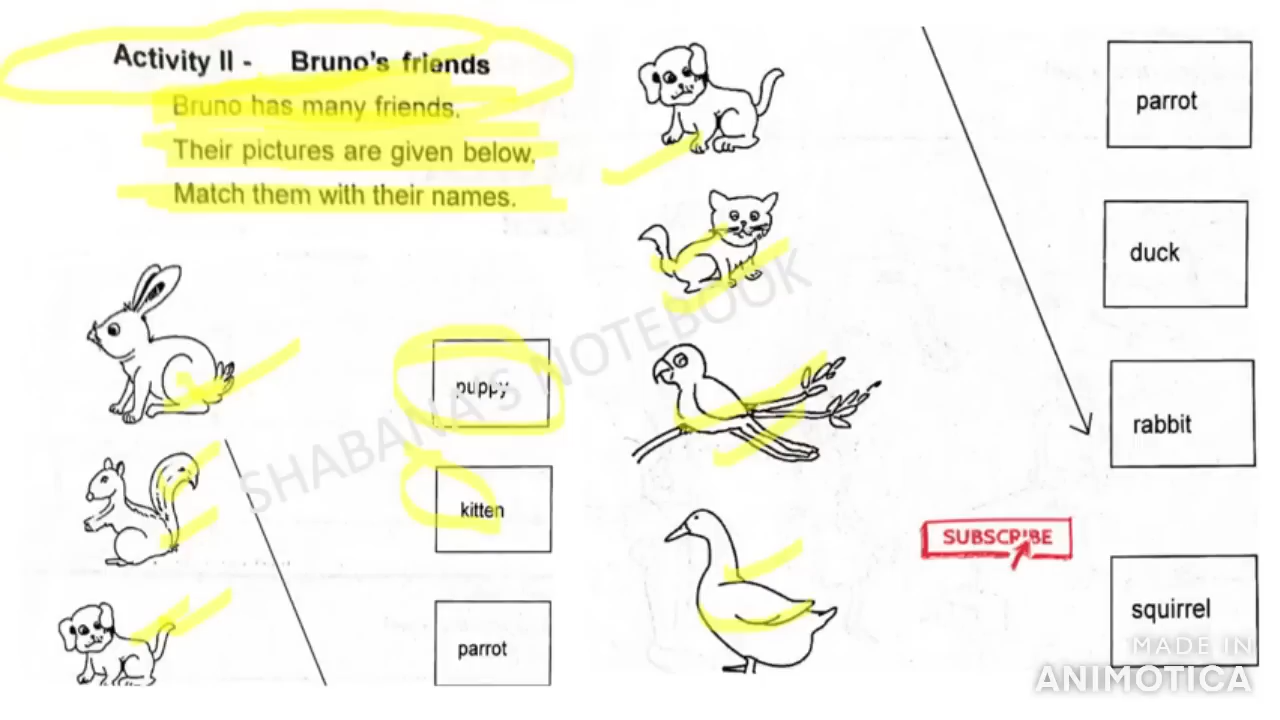 Activity II - Bruno's friends
Bruno has many friends.
Their pictures are given below.
Match them with their names.
puppy
kitten
parrot
parrot
duck
rabbit
squirrel
SHABANA'S NOTEBOOK
SUBSCRIBE
MADE IN
ANIMOTICA